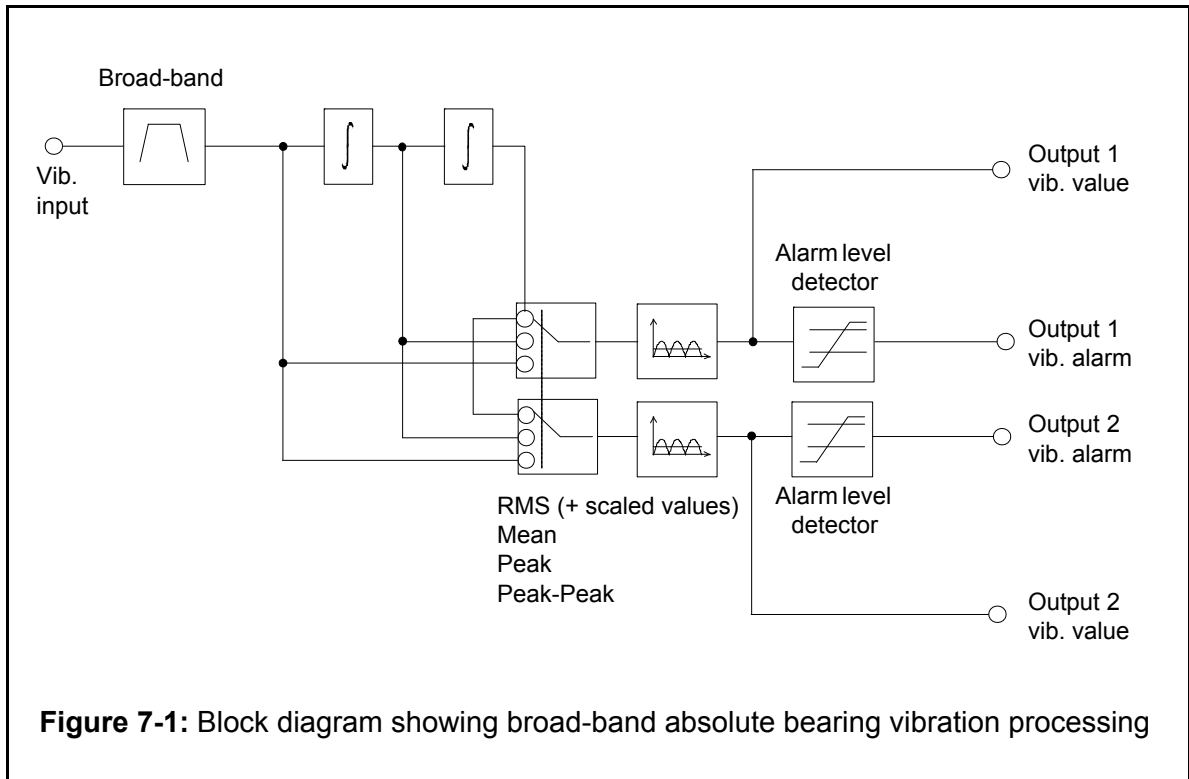 Broad-band
Vib.
input
Output 1
vib. value
Alarm level
detector
Output 1
vib. alarm
Output 2
vib. alarm
RMS (+ scaled values)
Mean
Peak
Peak-Peak
Alarm level
detector
Output 2
vib. value
Figure 7-1: Block diagram showing broad-band absolute bearing vibration processing